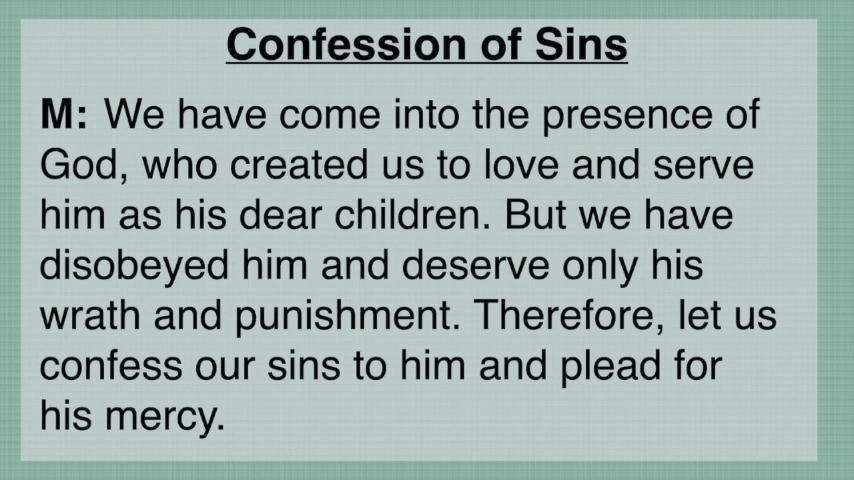 Confession of Sins
M: We have come into the presence of
God, who created us to love and serve
him as his dear children. But we have
disobeyed him and deserve only his
wrath and punishment. Therefore, let us
confess our sins to him and plead for
his mercy.